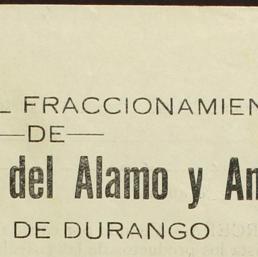 L FRACCIONAMIEN
—DE—
del Alamo y An
DE DURANGO